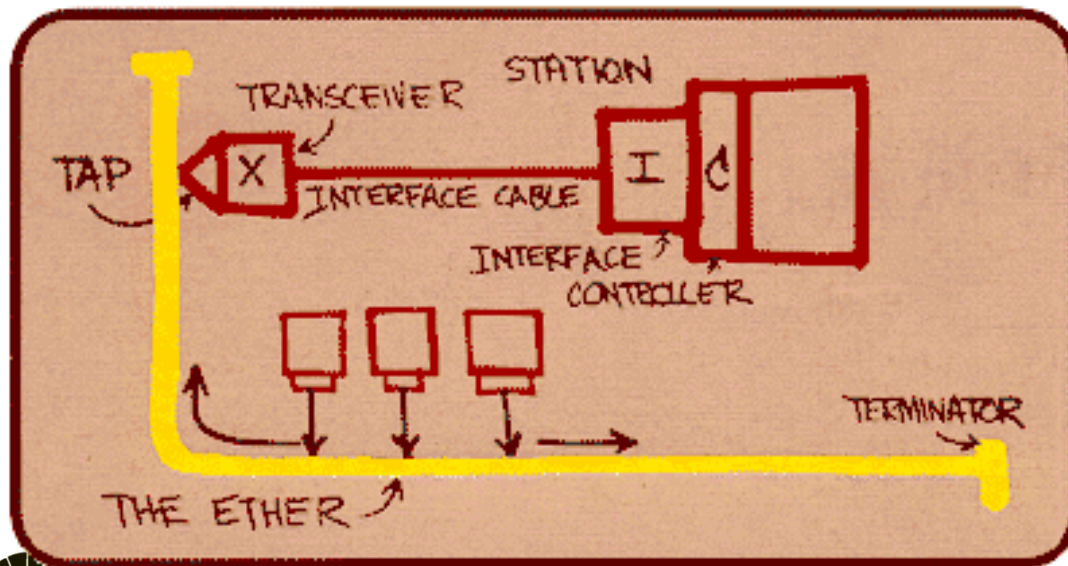 STATION
TRANSCEIVER
TAP
X
I
C
INTERFACE CABLE
INTERFACE
CONTROLLER
TERMINATOR
THE ETHER